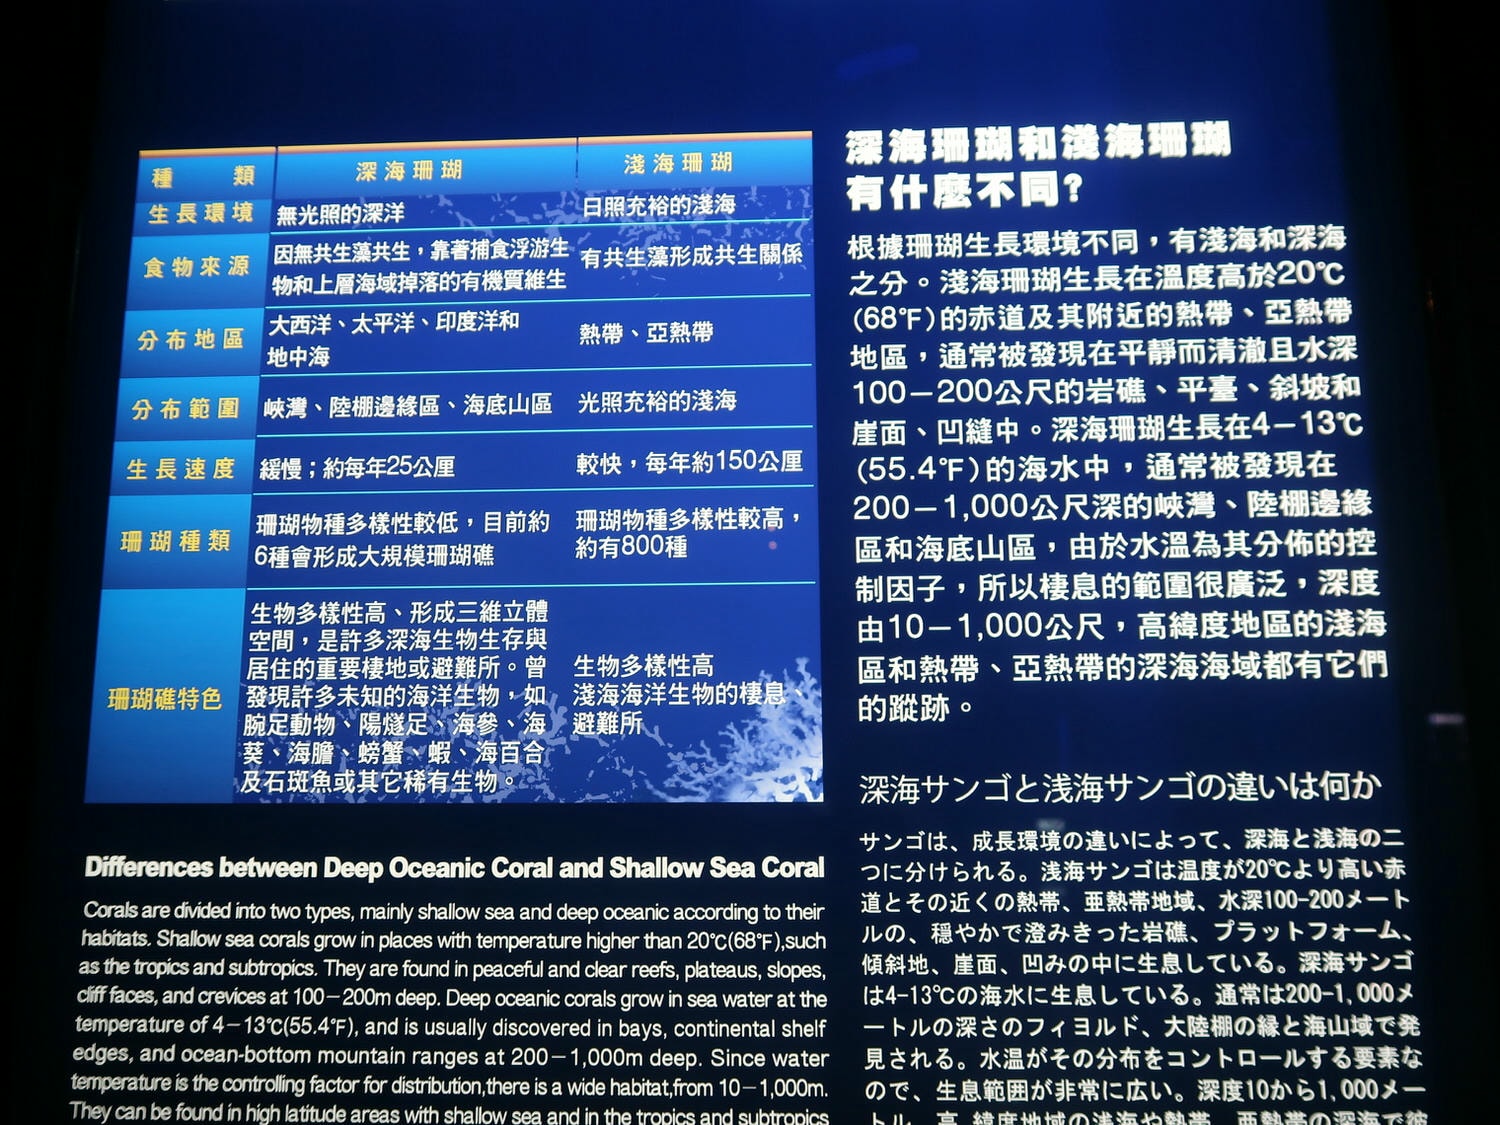 種 類 深海珊瑚 淺海珊瑚
生長環境 無光照的深洋 日照充裕的淺海
食物來源 因無共生藻共生，靠著捕食浮游生 有共生藻形成共生關係
物和上層海域掉落的有機質維生
分布地區 大西洋、太平洋、印度洋和 熱帶、亞熱帶
地中海
分布範圍 峽灣、陸棚邊緣區、海底山區 光照充裕的淺海
生長速度 緩慢；約每年25公厘 較快，每年約150公厘
珊瑚種類 珊瑚物種多樣性較低，目前約 珊瑚物種多樣性較高，
6種會形成大規模珊瑚礁 約有800種
珊瑚礁特色
生物多樣性高、形成三維立體
空間，是許多深海生物生存與
居住的重要棲地或避難所。曾
發現許多未知的海洋生物，如
腕足動物、陽燧足、海參、海
葵、海膽、螃蟹、蝦、海百合
及石斑魚或其它稀有生物。
生物多樣性高
淺海海洋生物的棲息、
避難所
深海珊瑚和淺海珊瑚
有什麼不同？
根據珊瑚生長環境不同，有淺海和深海
之分。淺海珊瑚生長在溫度高於20℃
(68℉)的赤道及其附近的熱帶、亞熱帶
地區，通常被發現在平靜而清澈且水深
100－200公尺的岩礁、平臺、斜坡和
崖面、凹縫中。深海珊瑚生長在4－13℃
(55.4℉)的海水中，通常被發現在
200－1,000公尺深的峽灣、陸棚邊緣
區和海底山區，由於水溫為其分佈的控
制因子，所以棲息的範圍很廣泛，深度
由10－1,000公尺，高緯度地區的淺海
區和熱帶、亞熱帶的深海海域都有它們
的蹤跡。
Differences between Deep Oceanic Coral and Shallow Sea Coral
Corals are divided into two types, mainly shallow sea and deep oceanic according to their
habitats. Shallow sea corals grow in places with temperature higher than 20℃(68℉),such
as the tropics and subtropics. They are found in peaceful and clear reefs, plateaus, slopes,
cliff faces, and crevices at 100－200m deep. Deep oceanic corals grow in sea water at the
temperature of 4－13℃(55.4℉), and is usually discovered in bays, continental shelf
edges, and ocean-bottom mountain ranges at 200－1,000m deep. Since water
temperature is the controlling factor for distribution,there is a wide habitat,from 10－1,000m.
They can be found in high latitude areas with shallow sea and in the tropics and subtropics
深海サンゴと浅海サンゴの違いは何か
サンゴは、成長環境の違いによって、深海と浅海の二
つに分けられる。浅海サンゴは温度が20℃より高い赤
道とその近くの熱帯、亜熱帯地域、水深100-200メート
ルの、穏やかで澄みきった岩礁、プラットフォーム、
傾斜地、崖面、凹みの中に生息している。深海サンゴ
は4-13℃の海水に生息している。通常は200-1,000メ
ートルの深さのフィヨルド、大陸棚の縁と海山域で発
見される。水温がその分布をコントロールする要素な
ので、生息範囲が非常に広い。深度10から1,000メー
トル、高 緯度地域の浅海や熱帯、亜熱帯の深海で彼